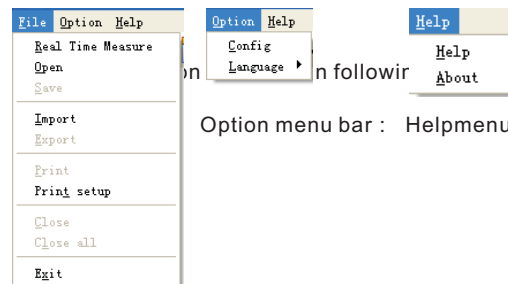 File Option Help
Real Time Measure
Open
Save
Import
Export
Print
Print setup
Close
Close all
Exit
Option Help
Config
Language
Help
Help
About
n followin
Option menu bar : Helpmenu